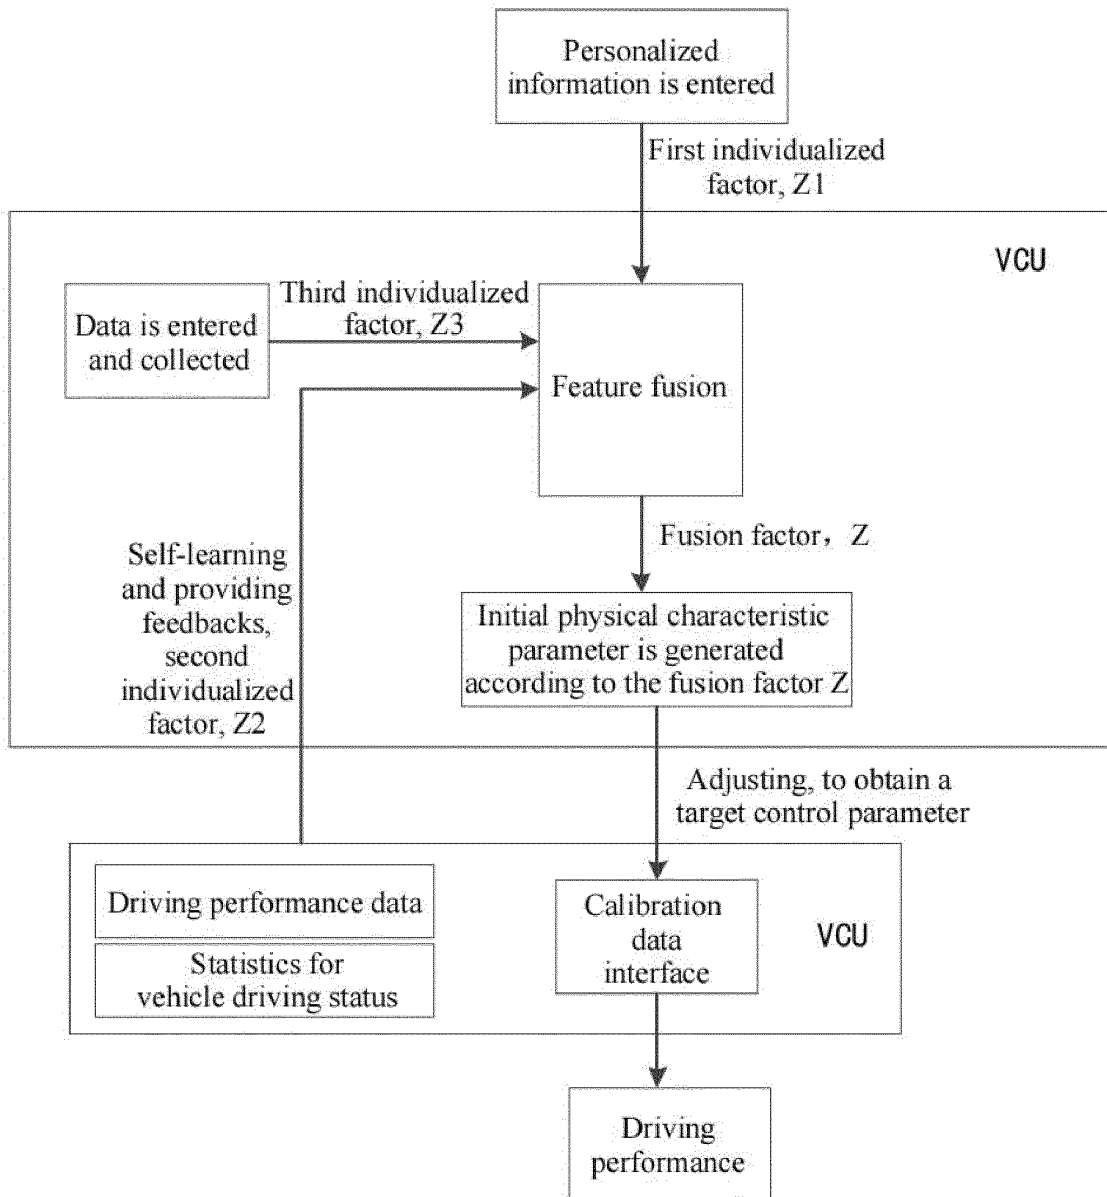 Personalized
information is entered
First individualized
factor, Z1
VCU
Third individualized
factor, Z3
Data is entered
and collected
Feature fusion
Fusion factor，Z
Self-learning
and providing
feedbacks,
second
individualized
factor, Z2
Initial physical characteristic
parameter is generated
according to the fusion factor Z
Adjusting, to obtain a
target control parameter
Driving performance data
Statistics for
vehicle driving status
Calibration
data
interface
VCU
Driving
performance